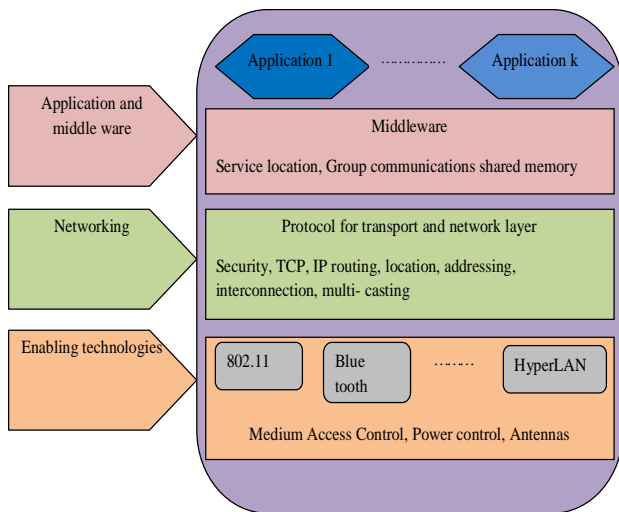 Application 1
……………
Application k
Application and
middle ware
Middleware
Service location, Group communications shared memory
Networking
Protocol for transport and network layer
Security, TCP, IP routing, location, addressing,
interconnection, multi- casting
Enabling technologies
802.11
Blue
tooth
………
HyperLAN
Medium Access Control, Power control, Antennas